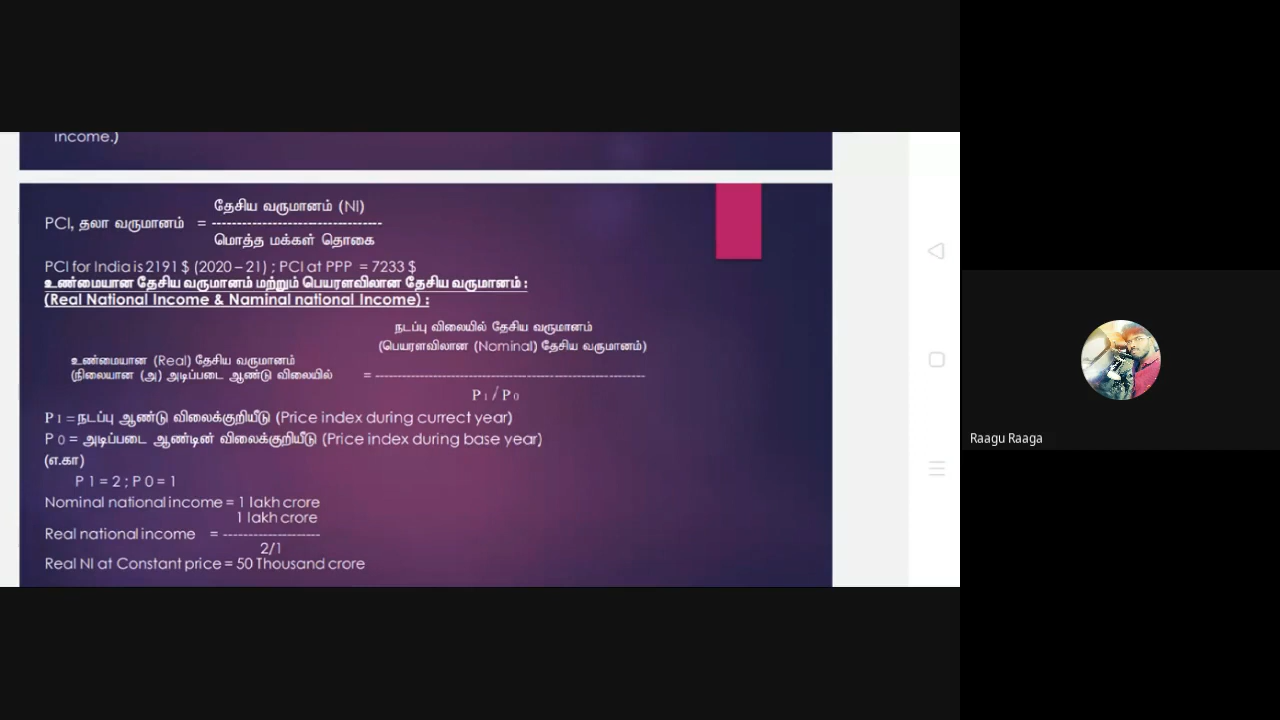 income.)
தேசிய வருமானம் (NI)
PCI, தலா வருமானம் = ---------------------------------
மொத்த மக்கள் தொகை
PCI for India is 2191 $ (2020 – 21) ; PCI at PPP = 7233 $
உண்மையான தேசிய வருமானம் மற்றும் பெயரளவிலான தேசிய வருமானம் :
(Real National Income & Naminal national Income) :
நடப்பு விலையில் தேசிய வருமானம்
(பெயரளவிலான (Nominal) தேசிய வருமானம்)
உண்மையான (Real) தேசிய வருமானம்
(நிலையான (அ) அடிப்படை ஆண்டு விலையில் = ------------------------------------------------------
P1 / P0
P1 = நடப்பு ஆண்டு விலைக்குறியீடு (Price index during currect year)
P 0 = அடிப்படை ஆண்டின் விலைக்குறியீடு (Price index during base year)
(எ.கா)
P 1 = 2 ; P 0 = 1
Nominal national income = 1 lakh crore
1 lakh crore
Real national income = -------------------
2/1
Real NI at Constant price = 50 Thousand crore
Raagu Raaga